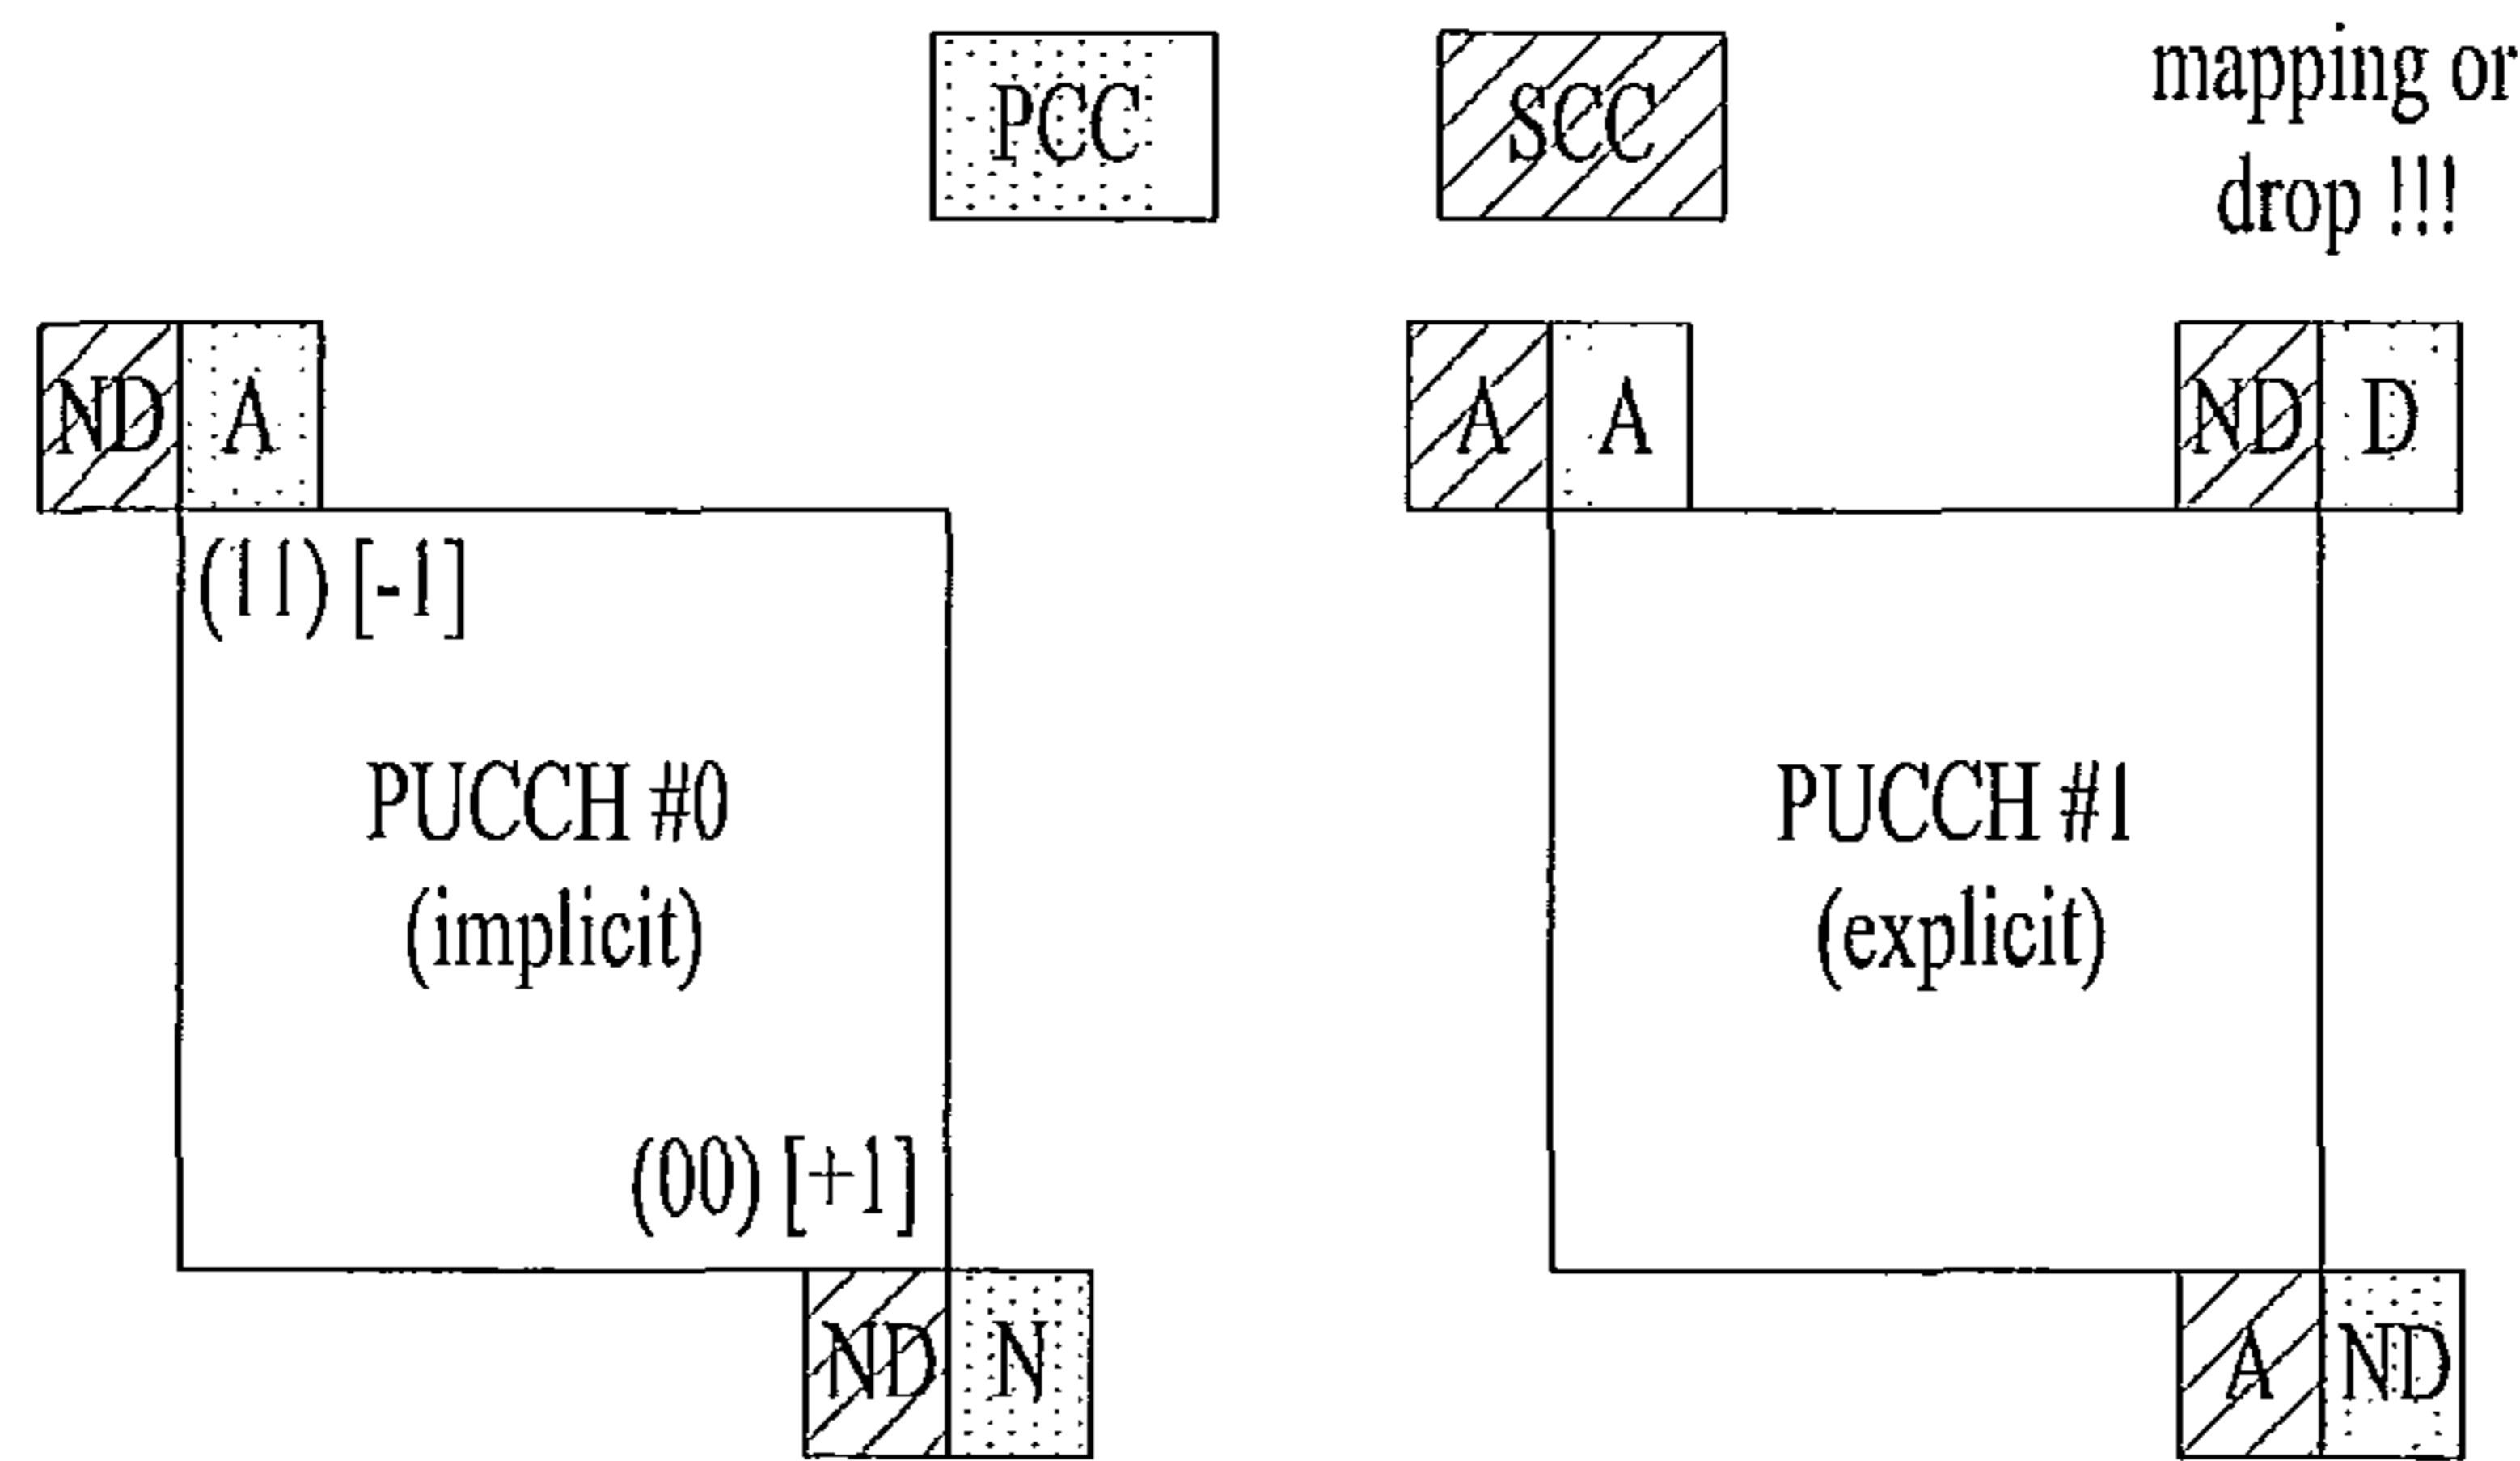 PCC
SCC
mapping or
drop !!!
ND A
A A
ND D
(11) [-1]
PUCCH #0
(implicit)
PUCCH #1
(explicit)
(00) [+1]
ND N
A ND